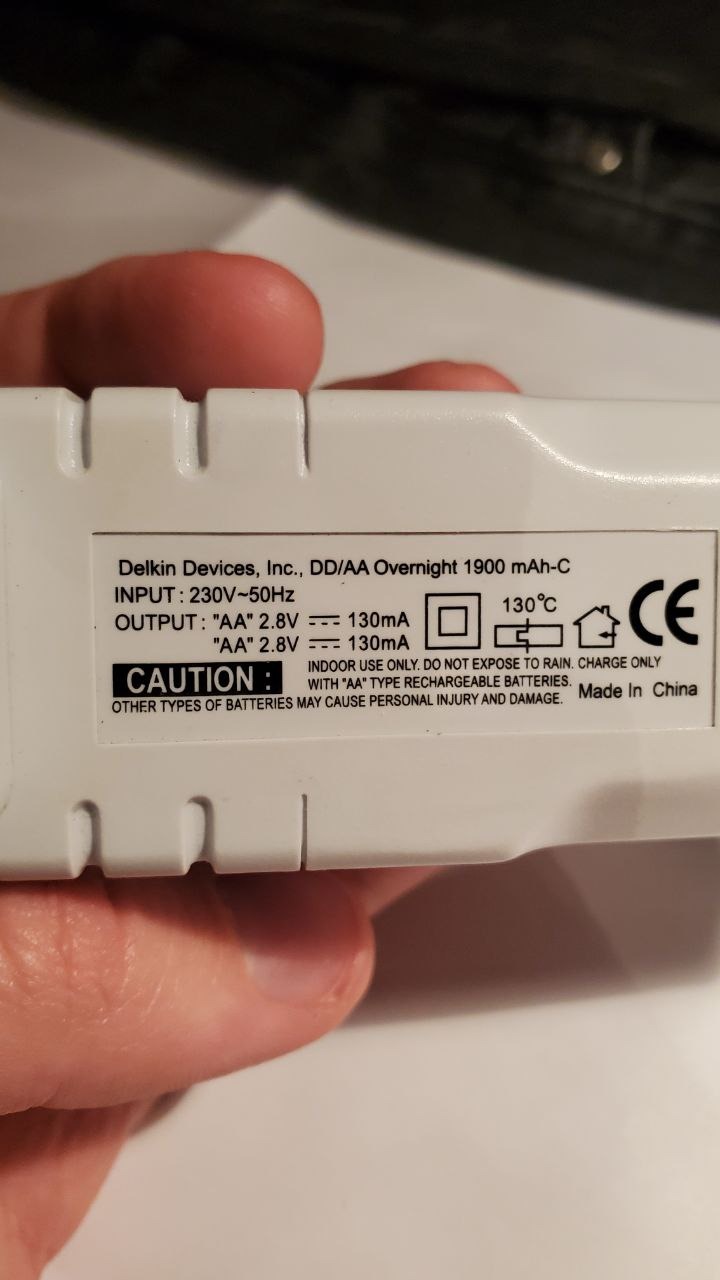 Delkin Devices, Inc., DD/AA Overnight 1900 mAh-C
INPUT : 230V~50Hz
OUTPUT : "AA" 2.8V ⎓ 130mA
"AA" 2.8V ⎓ 130mA
130°C
CE
CAUTION :
INDOOR USE ONLY. DO NOT EXPOSE TO RAIN. CHARGE ONLY
WITH "AA" TYPE RECHARGEABLE BATTERIES.
OTHER TYPES OF BATTERIES MAY CAUSE PERSONAL INJURY AND DAMAGE.
Made In China